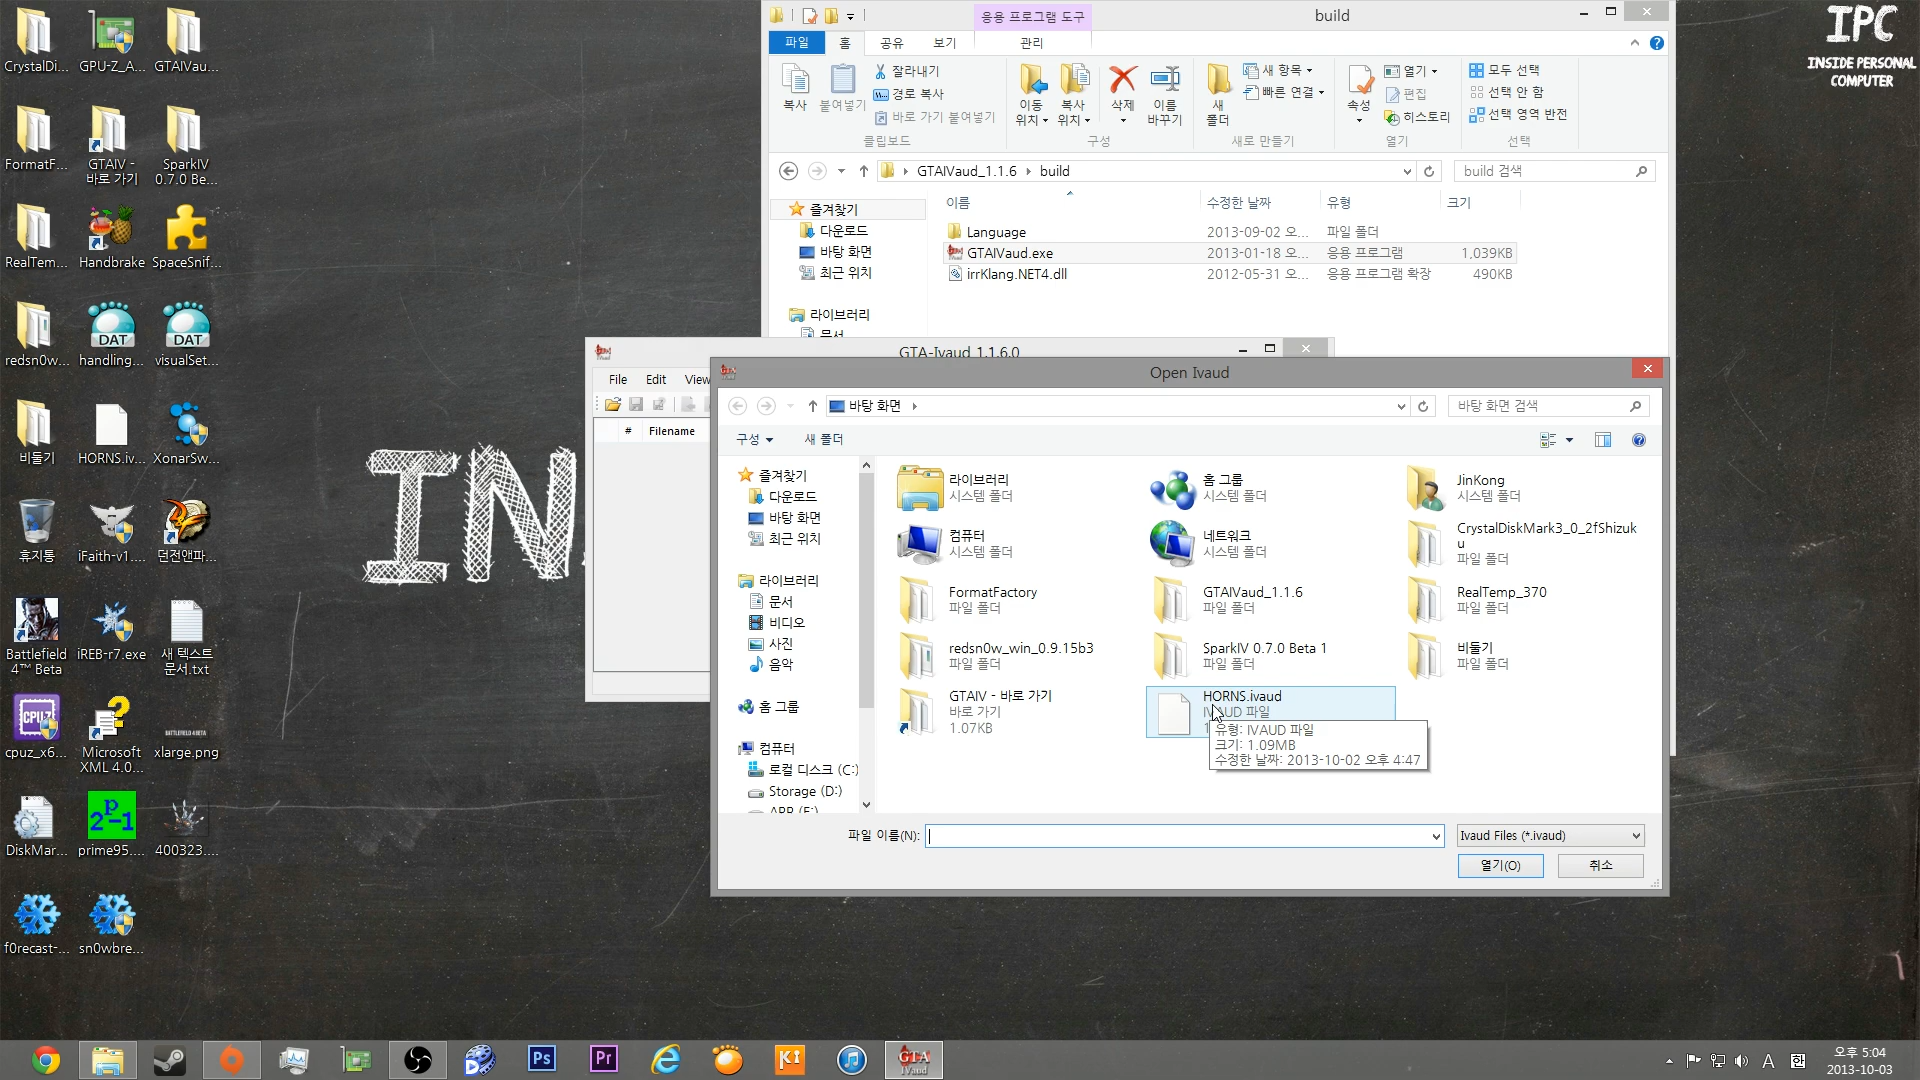 CrystalDi...
GPU-Z_A...
GTAIVau...
FormatF...
GTAIV -
바로 가기
SparkIV
0.7.0 Be...
RealTem...
Handbrake
SpaceSnif...
redsn0w...
DAT
handling...
DAT
visualSet...
비둘기
HORNS.iv...
XonarSw...
휴지통
iFaith-v1....
던전앤파...
Battlefield
4™ Beta
iREB-r7.exe
새 텍스트
문서.txt
CPUZ
cpuz_x6...
Microsoft
XML 4.0...
xlarge.png
DiskMar...
2p-1
prime95....
400323....
f0recast-...
sn0wbre...
IPC
INSIDE PERSONAL
COMPUTER
응용 프로그램 도구
build
파일
홈
공유
보기
관리
복사
붙여넣기
잘라내기
경로 복사
바로 가기 붙여넣기
클립보드
이동
위치
복사
위치
삭제
이름
바꾸기
구성
새
폴더
새 항목
빠른 연결
새로 만들기
속성
열기
편집
히스토리
열기
모두 선택
선택 안 함
선택 영역 반전
선택
GTAIVaud_1.1.6
build
build 검색
즐겨찾기
다운로드
바탕 화면
최근 위치
라이브러리
문서
이름
수정한 날짜
유형
크기
Language
2013-09-02 오...
파일 폴더
GTAIVaud.exe
2013-01-18 오...
응용 프로그램
1,039KB
irrKlang.NET4.dll
2012-05-31 오...
응용 프로그램 확장
490KB
GTA-Ivaud 1.1.6.0
File
Edit
View
#
Filename
Open Ivaud
바탕 화면
바탕 화면 검색
구성
새 폴더
즐겨찾기
다운로드
바탕 화면
최근 위치
라이브러리
문서
비디오
사진
음악
홈 그룹
컴퓨터
로컬 디스크 (C:)
Storage (D:)
APP (E:)
라이브러리
시스템 폴더
홈 그룹
시스템 폴더
JinKong
시스템 폴더
컴퓨터
시스템 폴더
네트워크
시스템 폴더
CrystalDiskMark3_0_2fShizuk
u
파일 폴더
FormatFactory
파일 폴더
GTAIVaud_1.1.6
파일 폴더
RealTemp_370
파일 폴더
redsn0w_win_0.9.15b3
파일 폴더
SparkIV 0.7.0 Beta 1
파일 폴더
비둘기
파일 폴더
GTAIV - 바로 가기
바로 가기
1.07KB
HORNS.ivaud
IVAUD 파일
유형: IVAUD 파일
크기: 1.09MB
수정한 날짜: 2013-10-02 오후 4:47
파일 이름(N):
Ivaud Files (*.ivaud)
열기(O)
취소
IN
Ps
Pr
GTA
IVaud
A
한
오후 5:04
2013-10-03